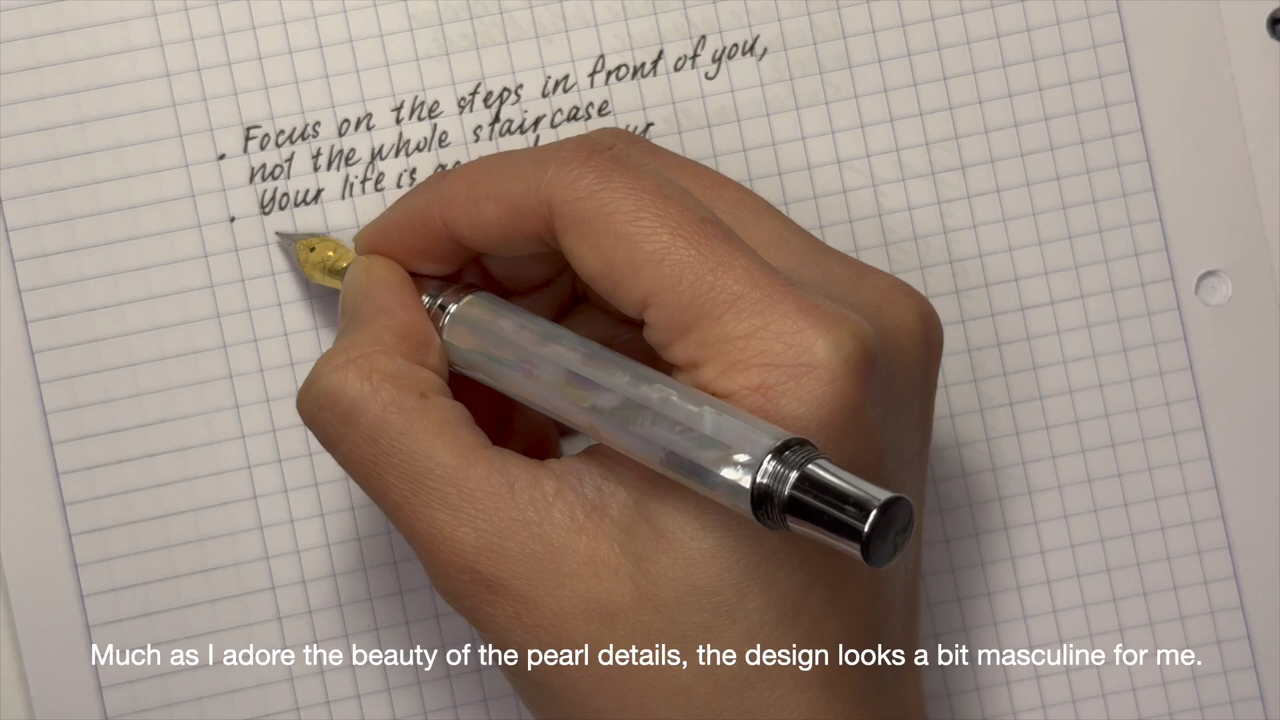 . Focus on the steps in front of you,
not the whole staircase
. Your life is
Much as I adore the beauty of the pearl details, the design looks a bit masculine for me.